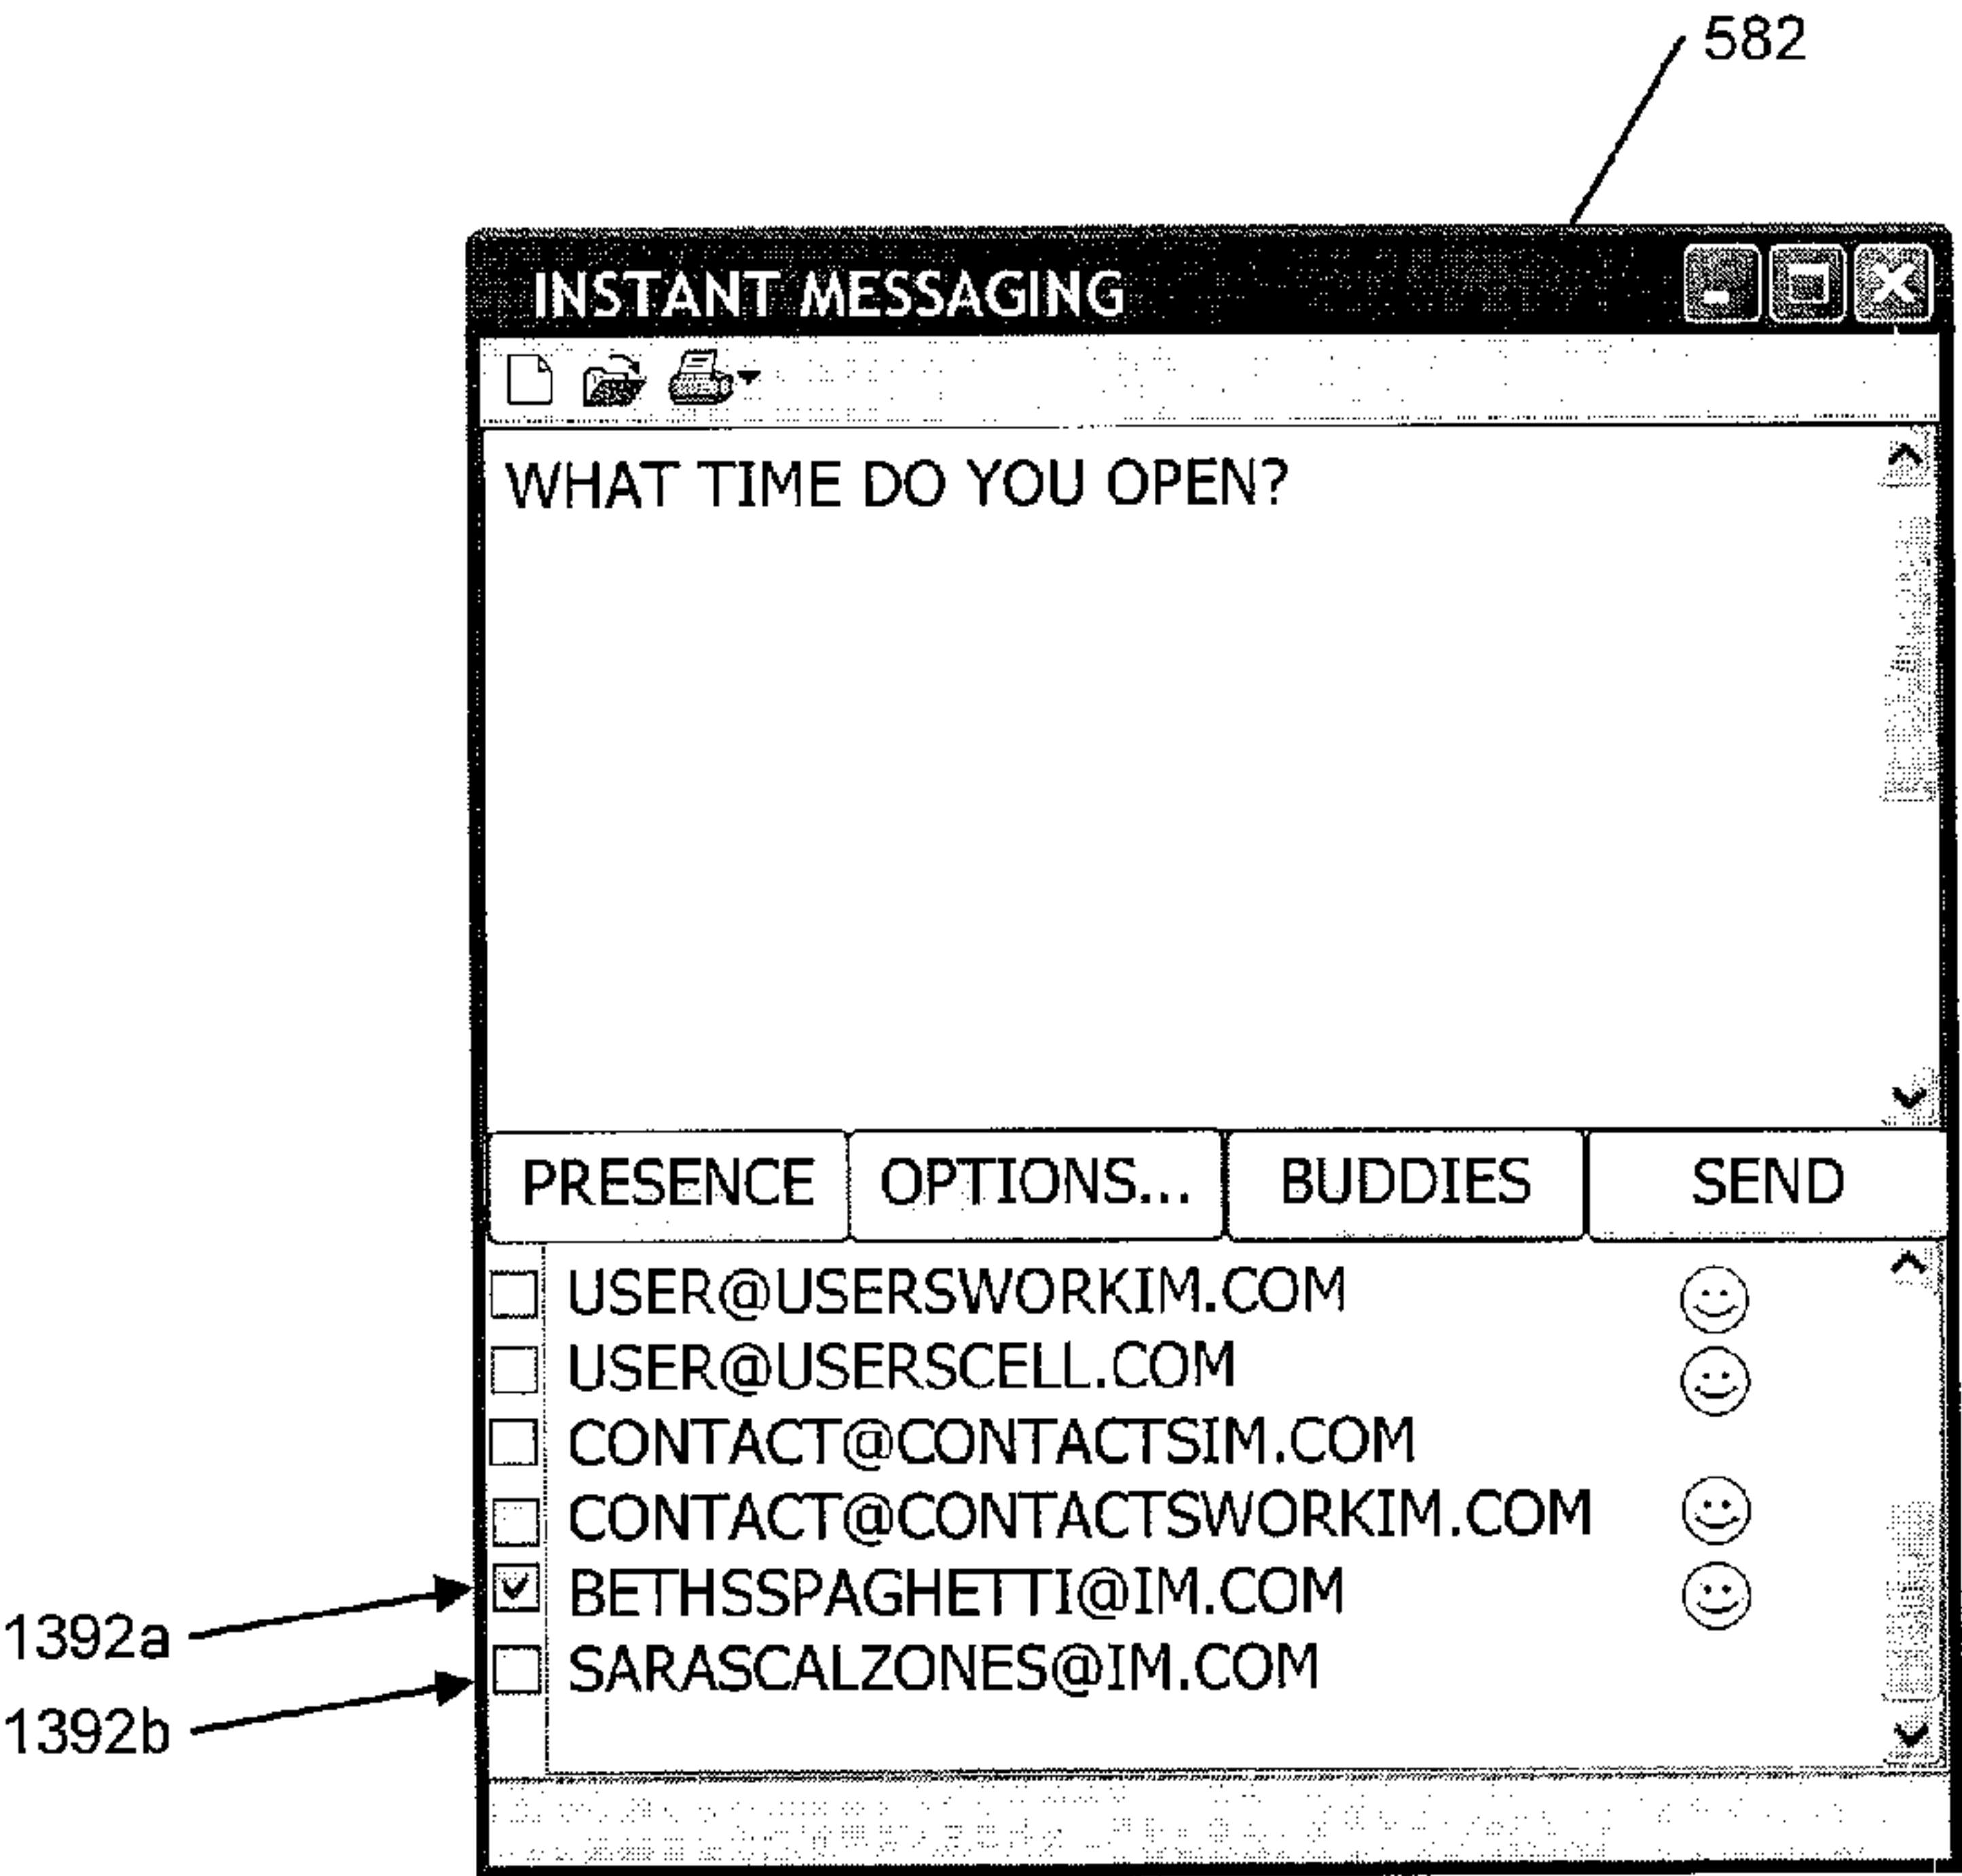 582
INSTANT MESSAGING
WHAT TIME DO YOU OPEN?
PRESENCE OPTIONS... BUDDIES SEND
USER@USERSWORKIM.COM
USER@USERSCELL.COM
CONTACT@CONTACTSIM.COM
CONTACT@CONTACTSWORKIM.COM
1392a BETHSSPAGHETTI@IM.COM
1392b SARASCALZONES@IM.COM